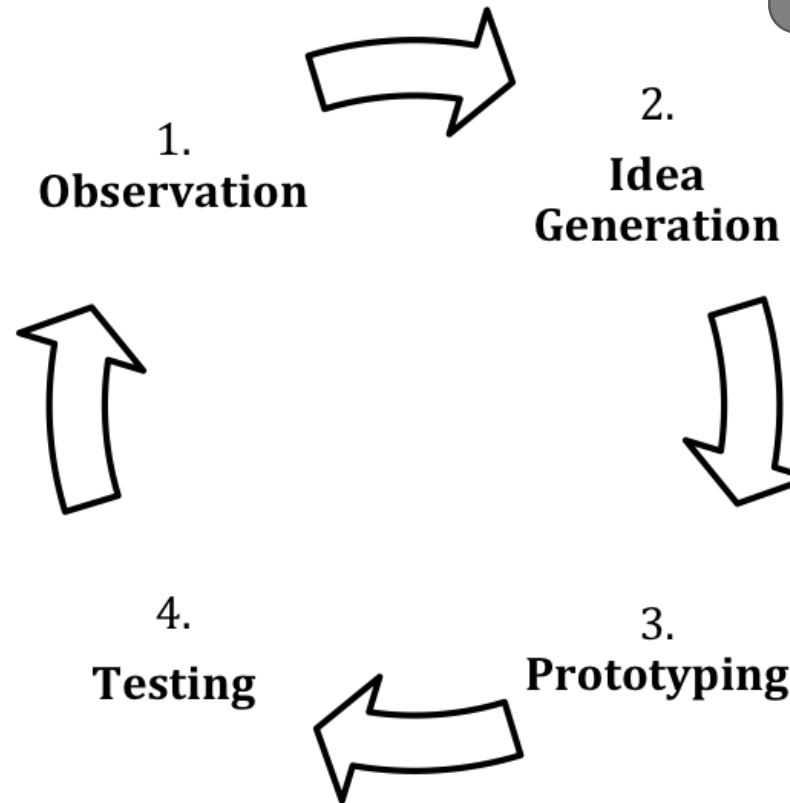 1.
Observation
2.
Idea
Generation
3.
Prototyping
4.
Testing